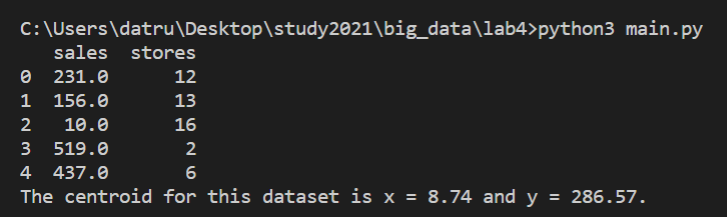 C:\Users\datru\Desktop\study2021\big_data\lab4>python3 main.py
sales stores
0 231.0 12
1 156.0 13
2 10.0 16
3 519.0 2
4 437.0 6
The centroid for this dataset is x = 8.74 and y = 286.57.